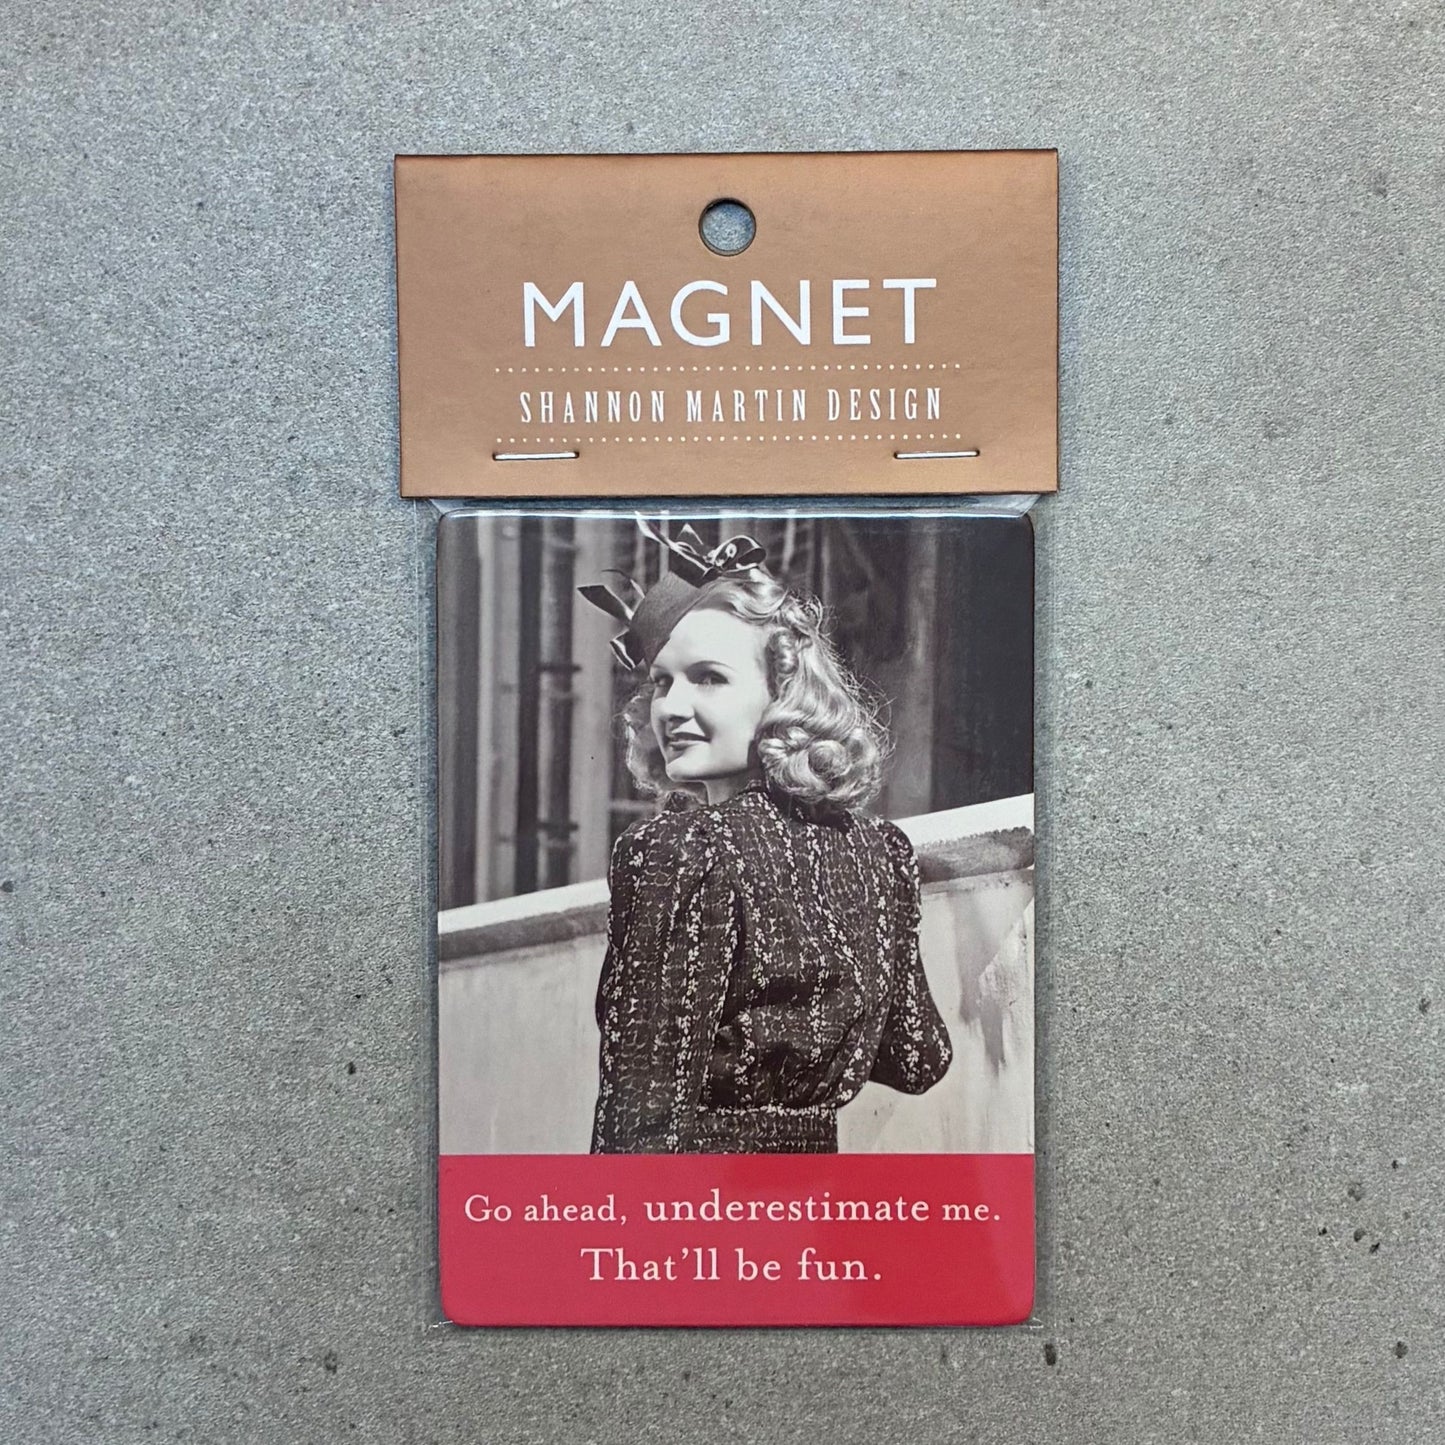 MAGNET
SHANNON MARTIN DESIGN
Go ahead, underestimate me.
That'll be fun.